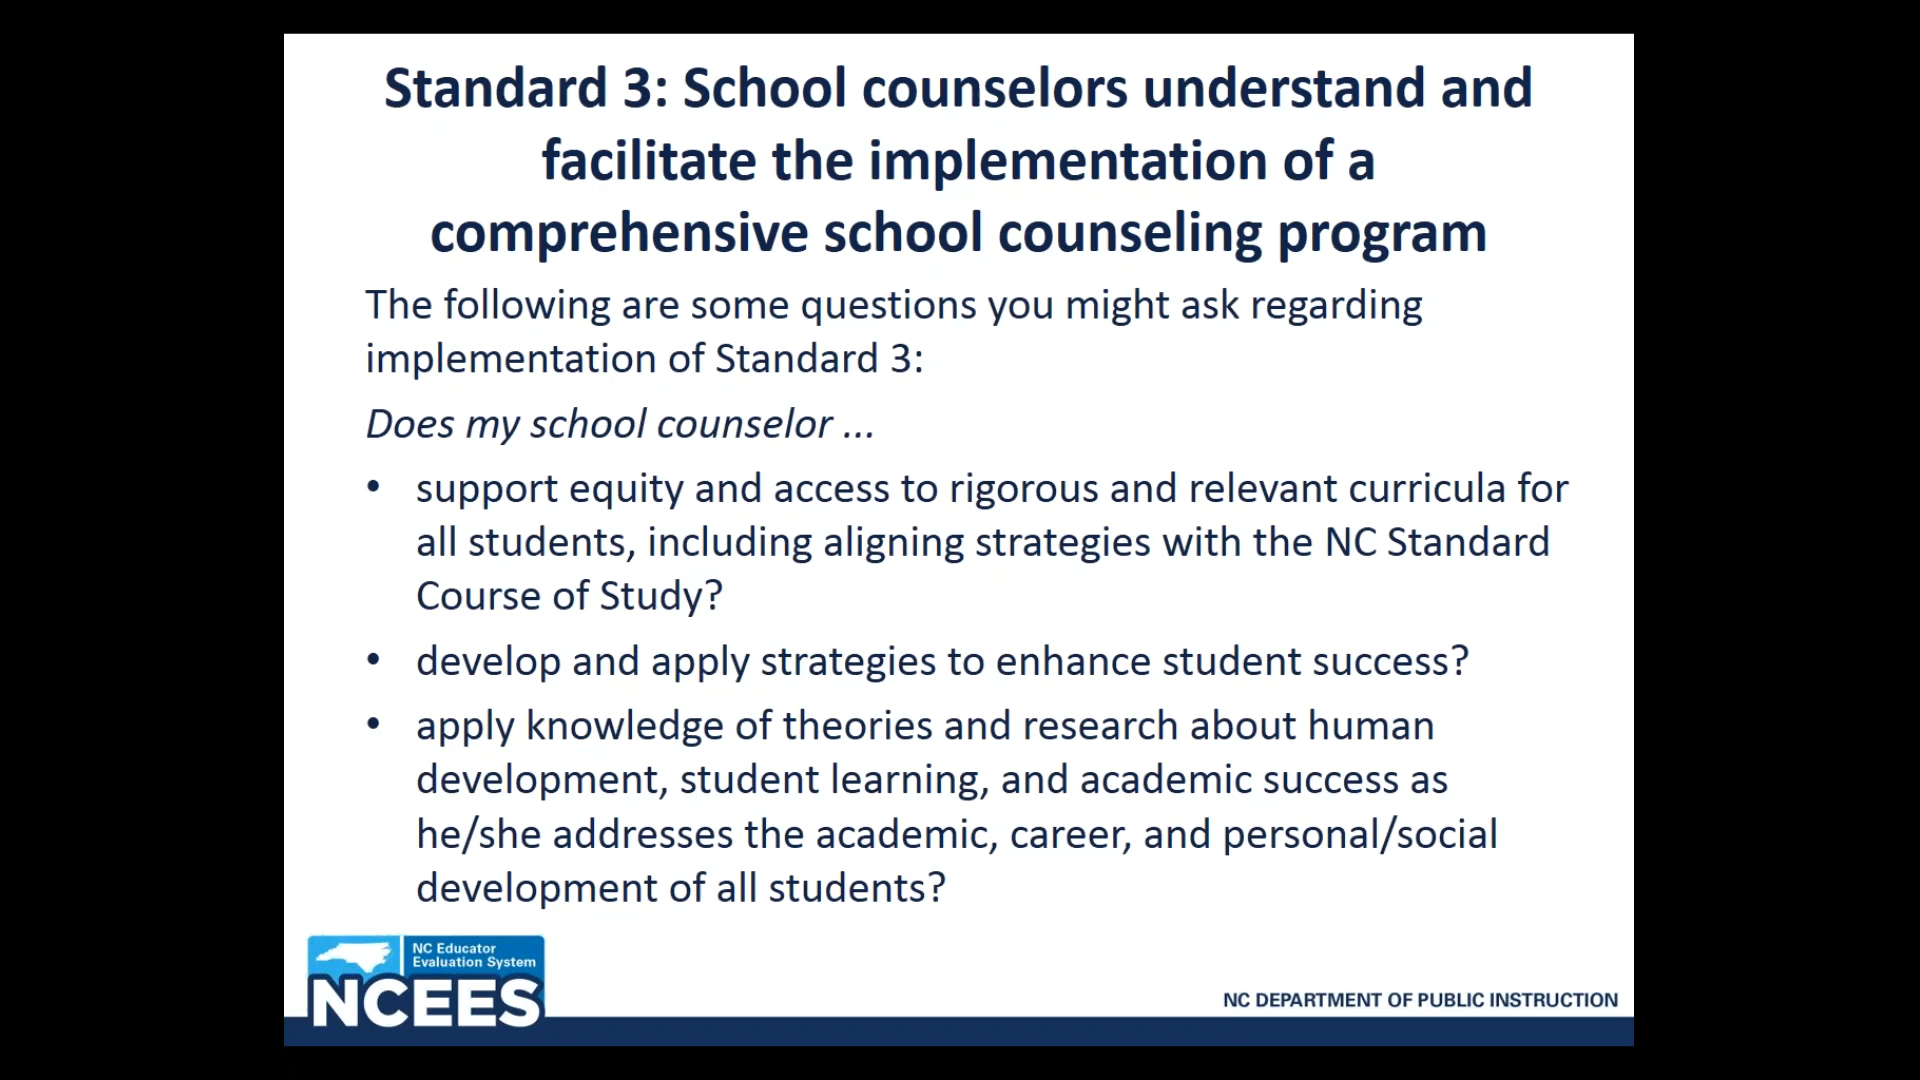 Standard 3: School counselors understand and
facilitate the implementation of a
comprehensive school counseling program
The following are some questions you might ask regarding
implementation of Standard 3:
Does my school counselor ...
• support equity and access to rigorous and relevant curricula for
all students, including aligning strategies with the NC Standard
Course of Study?
• develop and apply strategies to enhance student success?
• apply knowledge of theories and research about human
development, student learning, and academic success as
he/she addresses the academic, career, and personal/social
development of all students?
NC Educator
Evaluation System
NCEES
NC DEPARTMENT OF PUBLIC INSTRUCTION